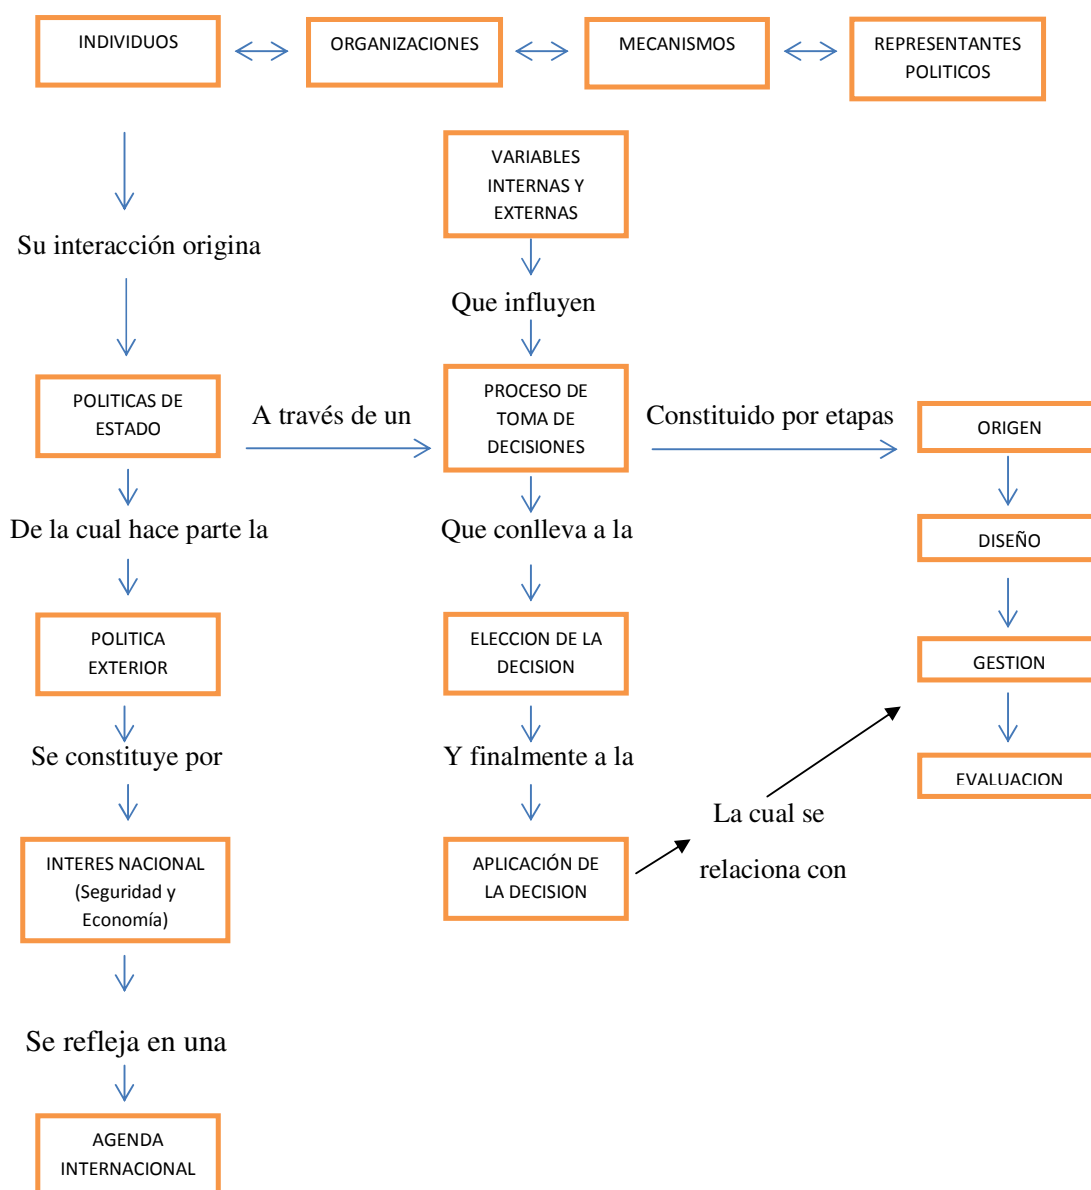 INDIVIDUOS
ORGANIZACIONES
MECANISMOS
REPRESENTANTES
POLITICOS
VARIABLES
INTERNAS Y
EXTERNAS
Su interacción origina
Que influyen
POLITICAS DE
ESTADO
A través de un
PROCESO DE
TOMA DE
DECISIONES
Constituido por etapas
ORIGEN
De la cual hace parte la
Que conlleva a la
DISEÑO
POLITICA
EXTERIOR
ELECCION DE LA
DECISION
GESTION
Se constituye por
Y finalmente a la
EVALUACION
La cual se
relaciona con
INTERES NACIONAL
(Seguridad y
Economía)
APLICACIÓN DE
LA DECISION
Se refleja en una
AGENDA
INTERNACIONAL